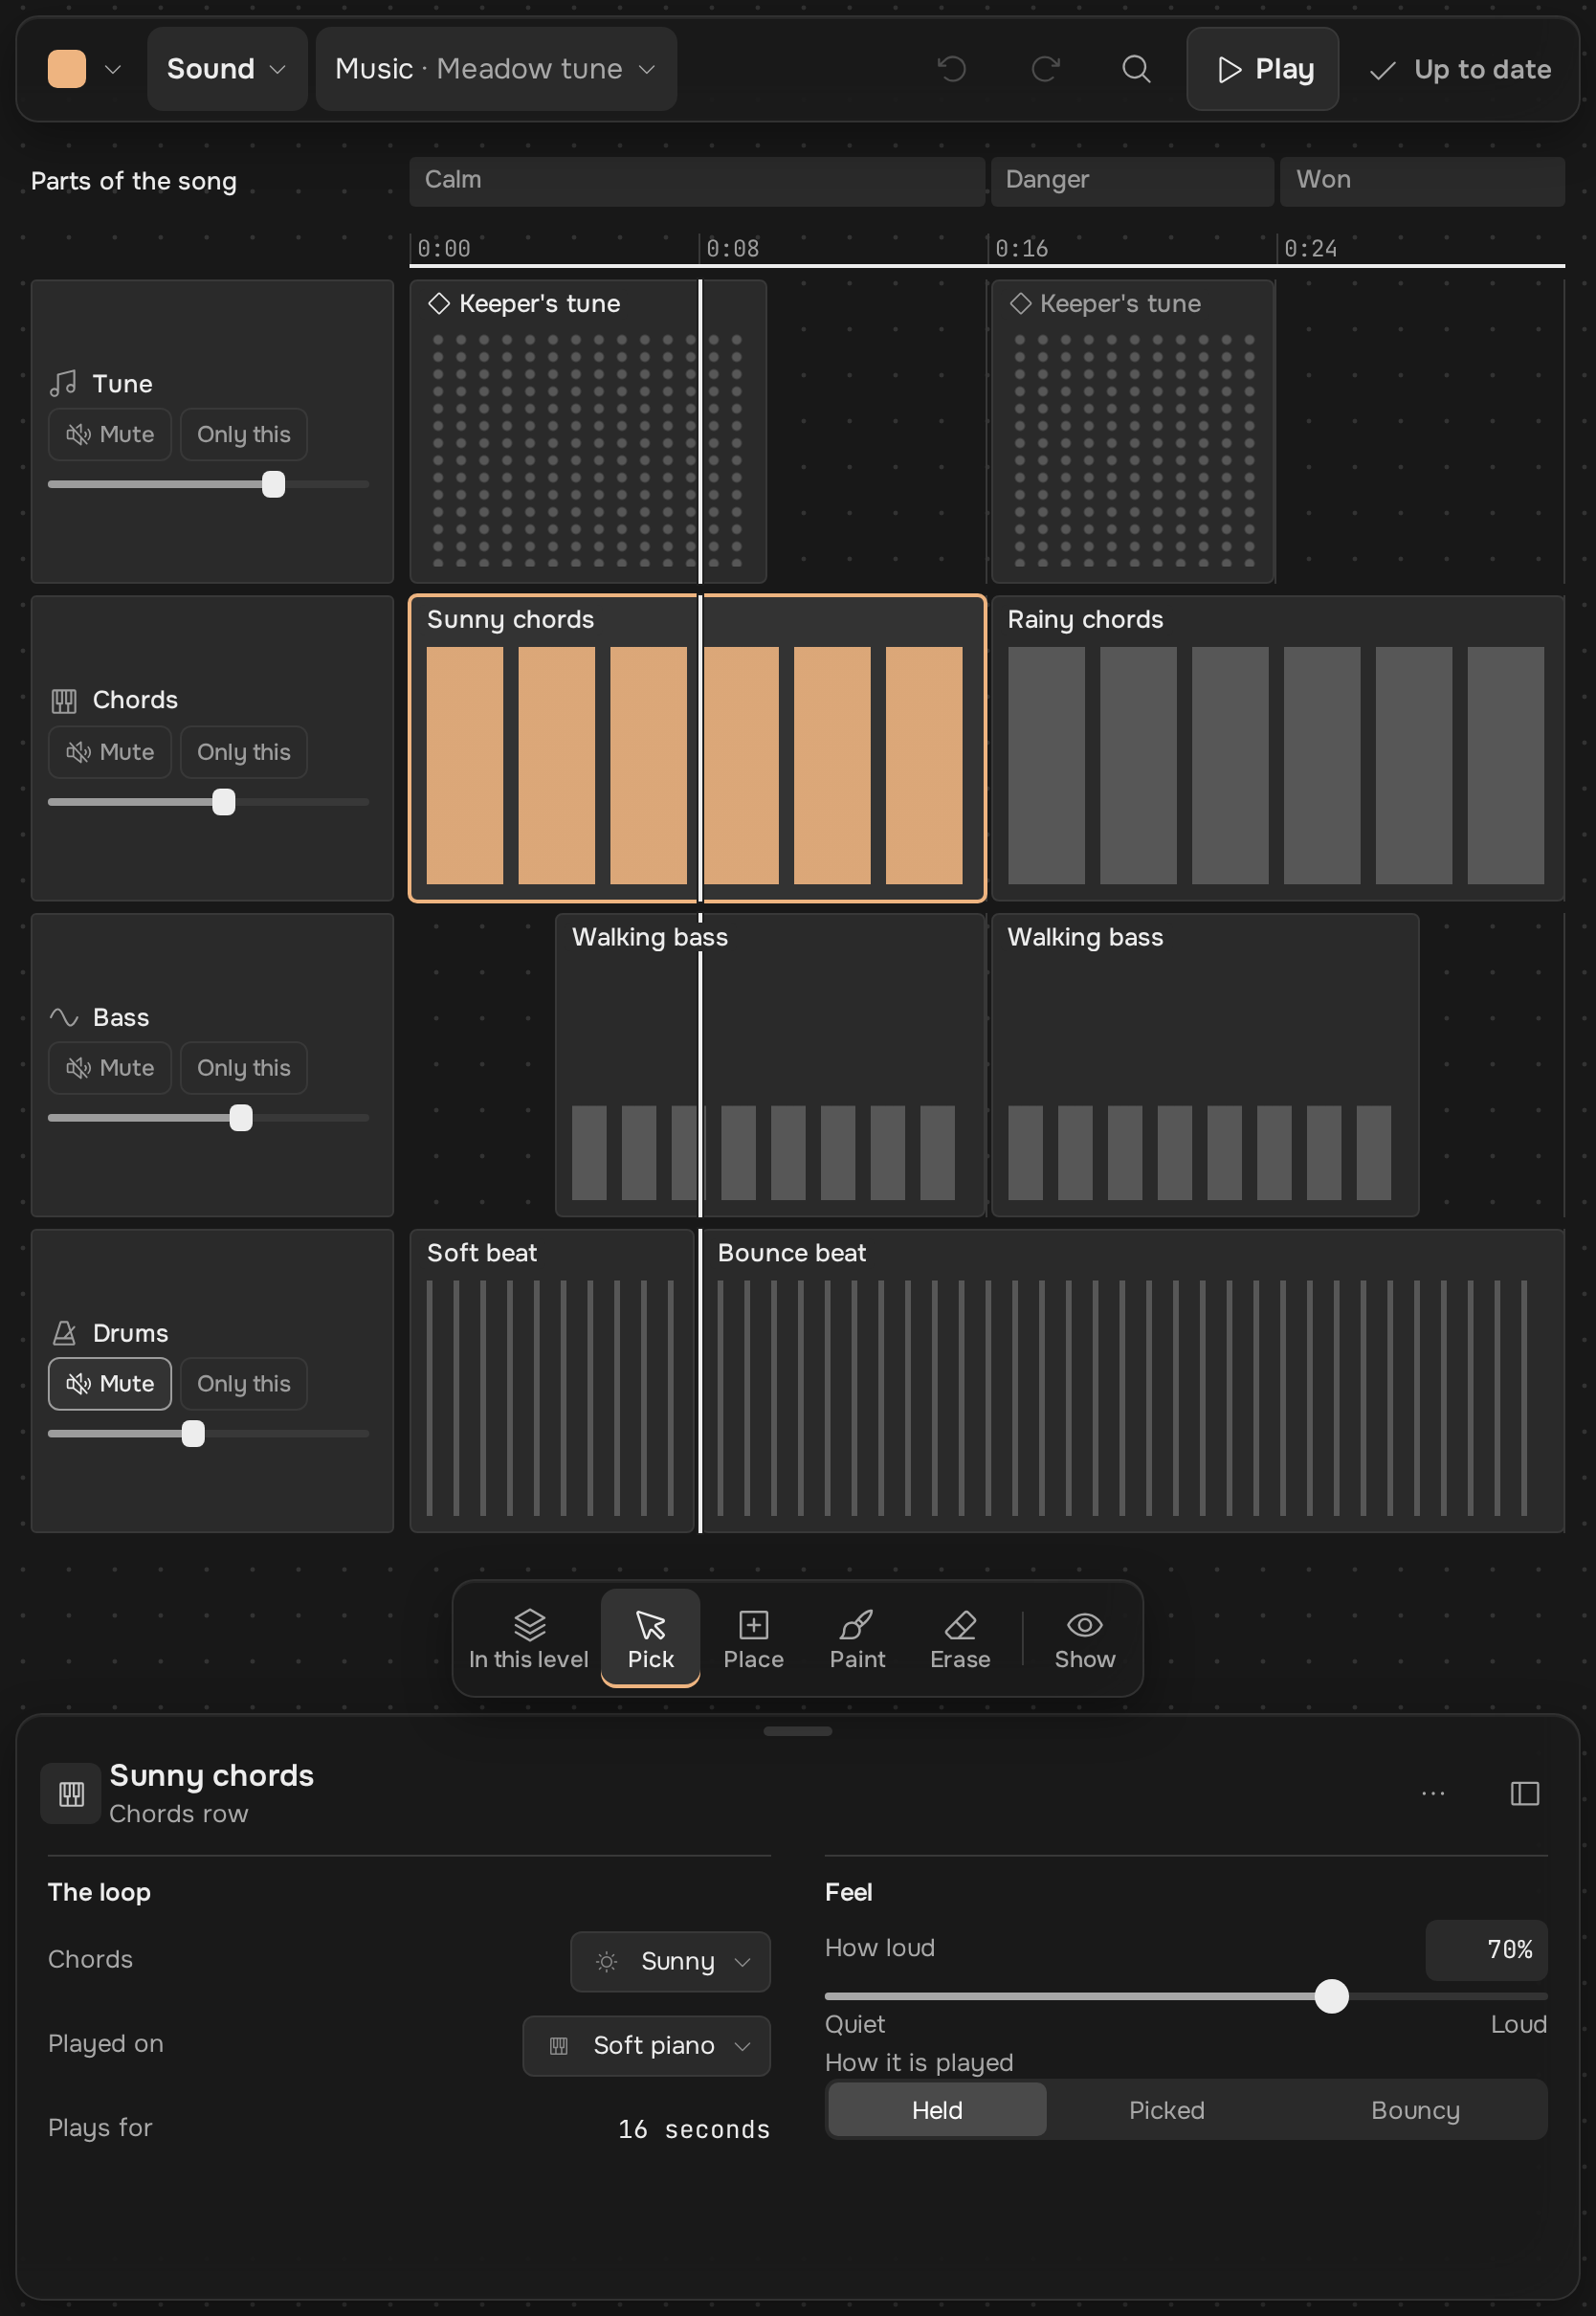 Sound
Music · Meadow tune
Play
Up to date
Parts of the song
Calm
Danger
Won
0:00
0:08
0:16
0:24
Tune
Mute
Only this
Keeper's tune
Keeper's tune
Chords
Mute
Only this
Sunny chords
Rainy chords
Bass
Mute
Only this
Walking bass
Walking bass
Drums
Mute
Only this
Soft beat
Bounce beat
In this level
Pick
Place
Paint
Erase
Show
Sunny chords
Chords row
The loop
Chords
Sunny
Played on
Soft piano
Plays for
16 seconds
Feel
How loud
70%
Quiet
Loud
How it is played
Held
Picked
Bouncy